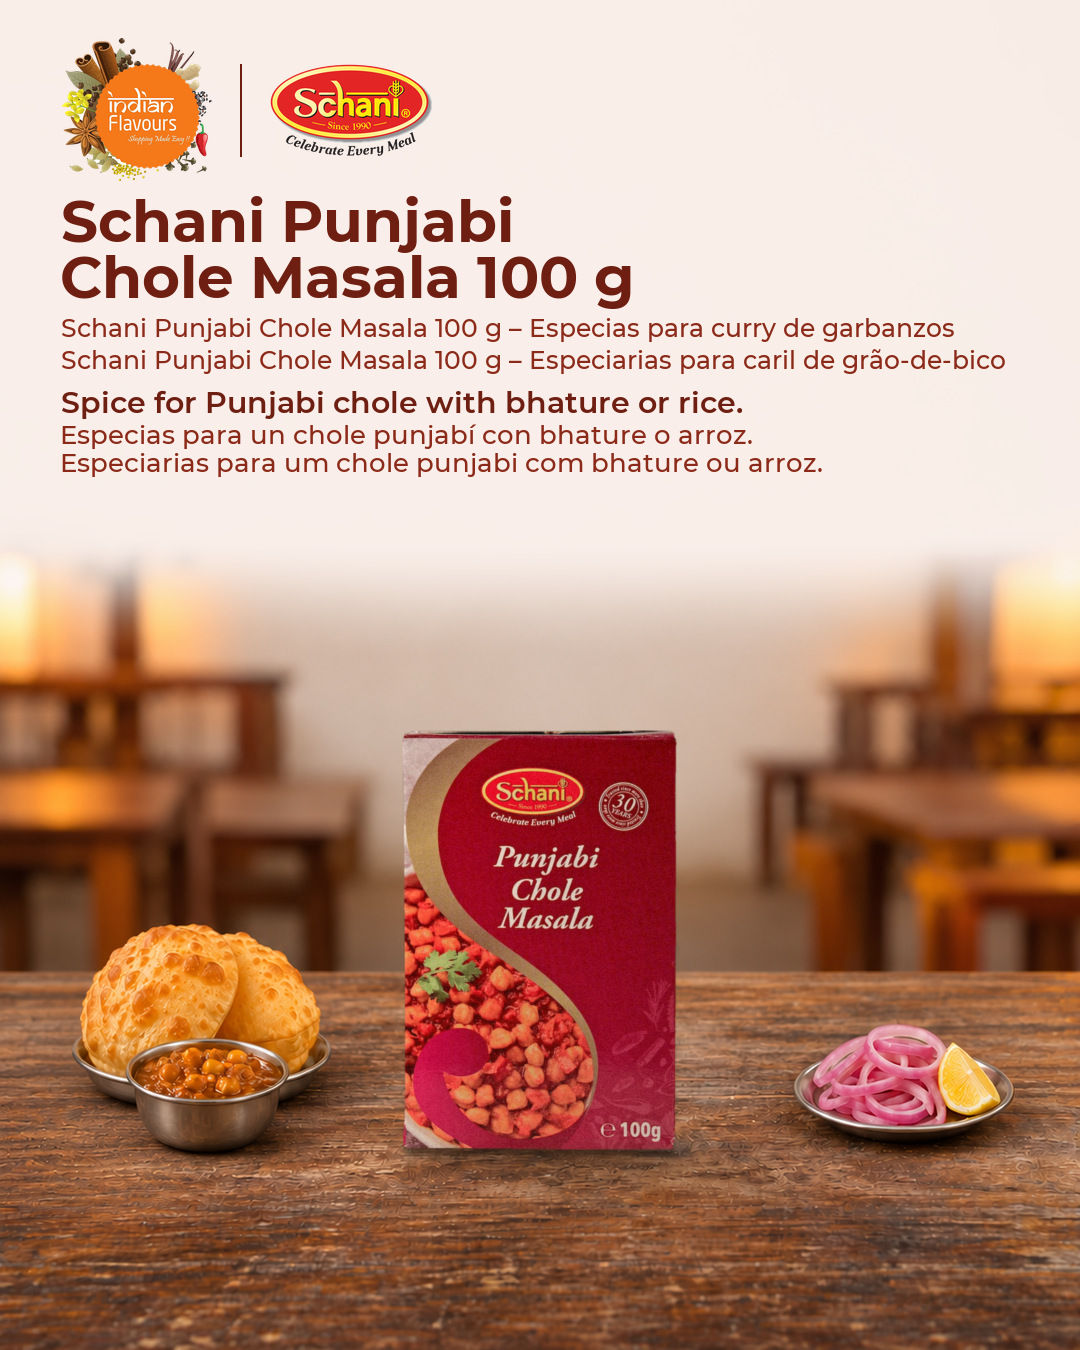 indian
Flavours
Shopping Made Easy !!
Schani®
Since 1990
Celebrate Every Meal
Schani Punjabi
Chole Masala 100 g
Schani Punjabi Chole Masala 100 g – Especias para curry de garbanzos
Schani Punjabi Chole Masala 100 g – Especiarias para caril de grão-de-bico
Spice for Punjabi chole with bhature or rice.
Especias para un chole punjabí con bhature o arroz.
Especiarias para um chole punjabi com bhature ou arroz.
Schani®
Since 1990
Celebrate Every Meal
30
YEARS
Punjabi
Chole
Masala
℮ 100g